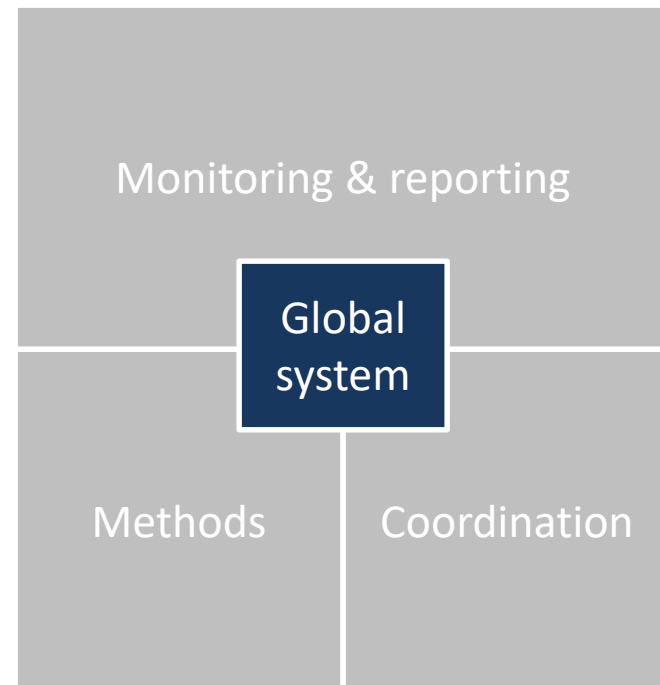 Monitoring & reporting
Global
system
Methods
Coordination